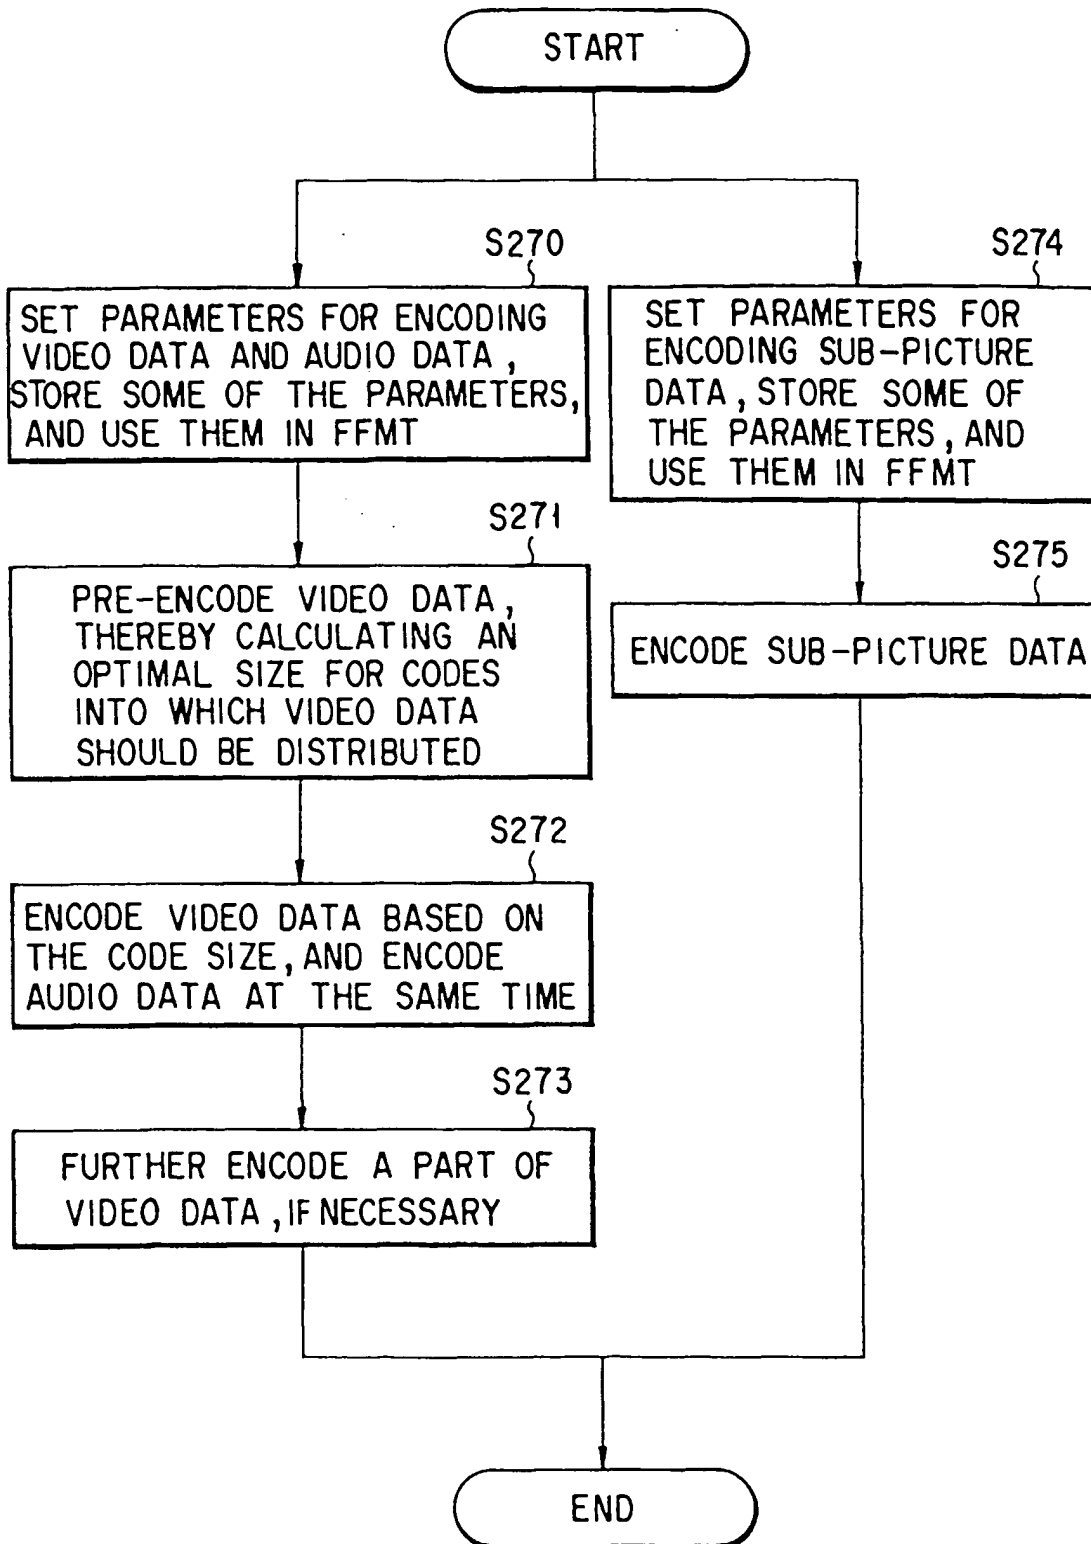 START
S270
SET PARAMETERS FOR ENCODING
VIDEO DATA AND AUDIO DATA,
STORE SOME OF THE PARAMETERS,
AND USE THEM IN FFMT
S271
PRE-ENCODE VIDEO DATA,
THEREBY CALCULATING AN
OPTIMAL SIZE FOR CODES
INTO WHICH VIDEO DATA
SHOULD BE DISTRIBUTED
S272
ENCODE VIDEO DATA BASED ON
THE CODE SIZE, AND ENCODE
AUDIO DATA AT THE SAME TIME
S273
FURTHER ENCODE A PART OF
VIDEO DATA, IF NECESSARY
S274
SET PARAMETERS FOR
ENCODING SUB-PICTURE
DATA, STORE SOME OF
THE PARAMETERS, AND
USE THEM IN FFMT
S275
ENCODE SUB-PICTURE DATA
END